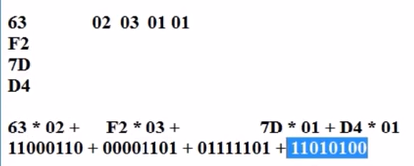 63 02 03 01 01
F2
7D
D4
63 * 02 + F2 * 03 + 7D * 01 + D4 * 01
11000110 + 00001101 + 01111101 + 11010100